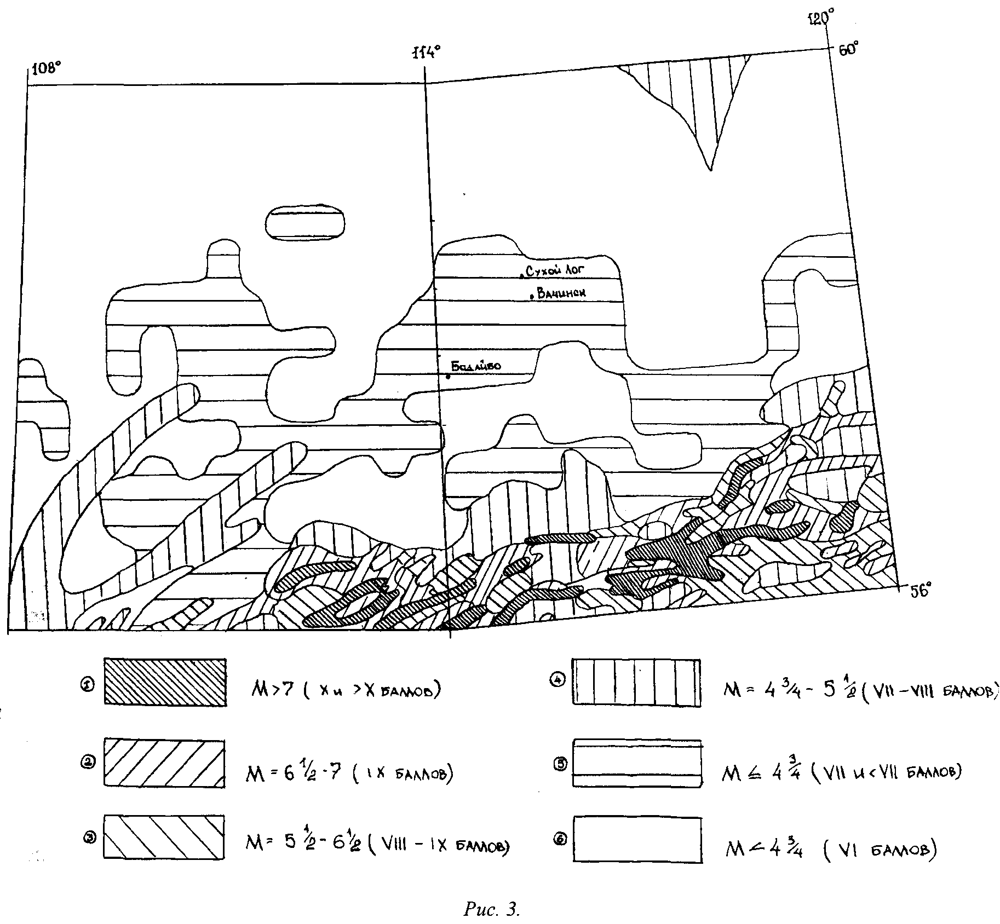 120°
60°
114°
108°
Сухой Лог
Вачинск
Бодайбо
56°
1 М>7 ( X и >X БАЛЛОВ)
4 М = 4 3/4 - 5 1/2 ( VII - VIII БАЛЛОВ)
2 М = 6 1/2 - 7 ( IX БАЛЛОВ)
5 М ≤ 4 3/4 ( VII и < VII БАЛЛОВ)
3 М = 5 1/2 - 6 1/2 ( VIII - IX БАЛЛОВ)
6 М < 4 3/4 ( VI БАЛЛОВ)
Рис. 3.